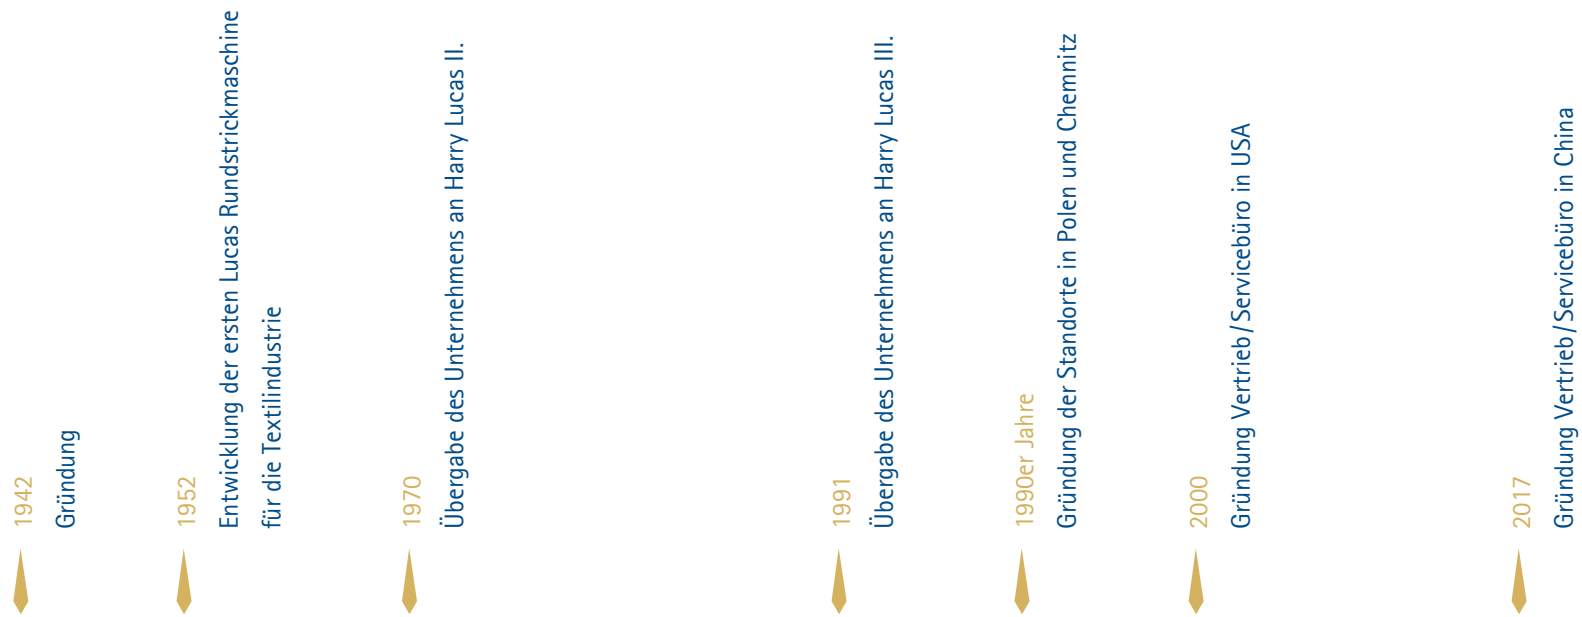 1942
Gründung
1952
Entwicklung der ersten Lucas Rundstrickmaschine
für die Textilindustrie
1970
Übergabe des Unternehmens an Harry Lucas II.
1991
Übergabe des Unternehmens an Harry Lucas III.
1990er Jahre
Gründung der Standorte in Polen und Chemnitz
2000
Gründung Vertrieb/Servicebüro in USA
2017
Gründung Vertrieb/Servicebüro in China